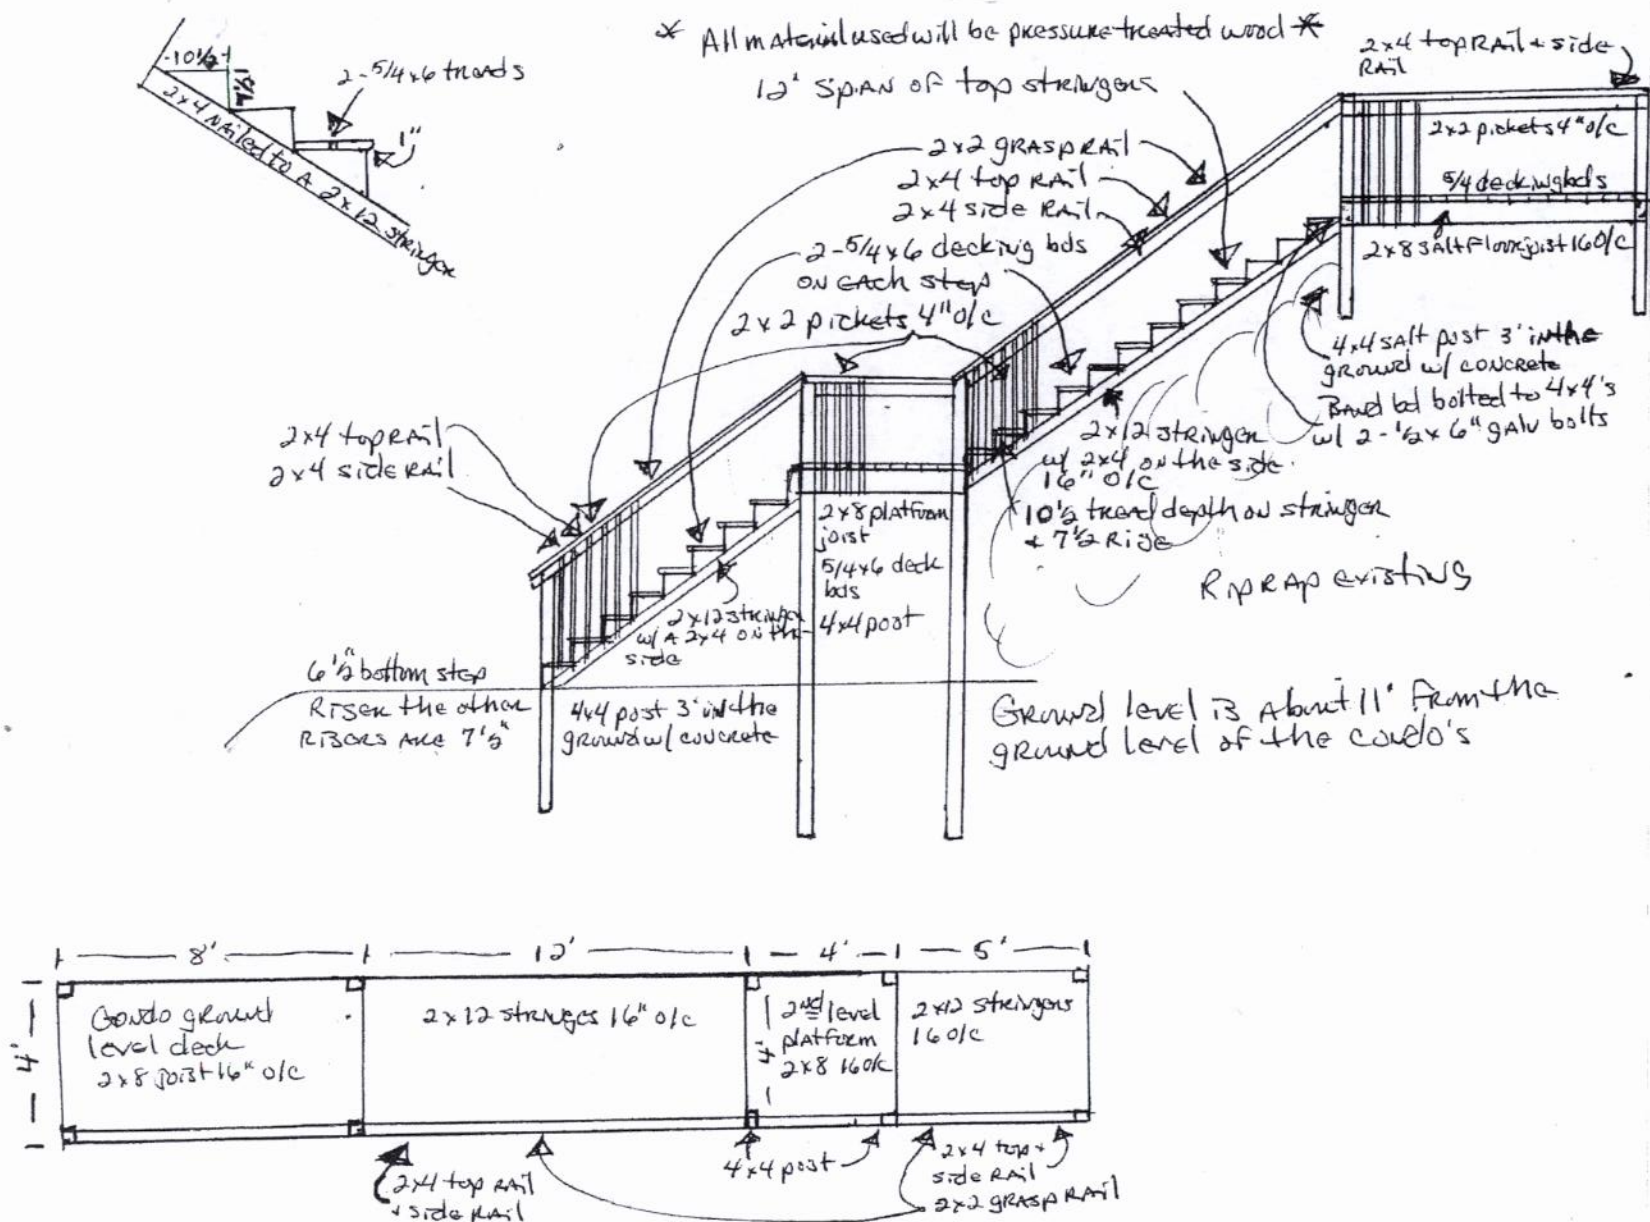 * All material used will be pressure treated wood *
-10 1/2-
7 1/2
2-5/4x6 treads
1"
2x4 nailed to A 2x12 stringer
12' SPAN OF top stringers
2x4 top RAIL + side
RAIL
2x2 GRASP RAIL
2x4 top RAIL
2x4 side RAIL
2-5/4x6 decking bds
ON EACH step
2x2 pickets 4" o/c
2x2 pickets 4" o/c
5/4 decking bds
2x8 SALT Floor joist 16 O/C
4x4 SALT post 3' in the
ground w/ CONCRETE
BAND bd bolted to 4x4's
w/ 2-1/2x6" galv bolts
2x4 top RAIL
2x4 side RAIL
2x12 stringer
w/ 2x4 on the side
16" O/C
10 1/2 tread depth on stringer
+ 7 1/2 Rise
2x8 platform
joist
5/4x6 deck
bds
4x4 post
2x12 stringer
w/ A 2x4 on the
side
RIPRAP existing
6 1/2" bottom step
Riser the other
RISERS ARE 7 1/2"
4x4 post 3' in the
ground w/ concrete
Ground level is About 11' From the
ground level of the condo's
8'
12'
4'
5'
4'
Condo ground
level deck
2x8 joist 16" o/c
2x12 stringes 16" o/c
2nd level
platform
2x8 16 o/c
4'
2x12 stringers
16 O/C
2x4 top RAIL
+ side RAIL
4x4 post
2x4 top +
side RAIL
2x2 GRASP RAIL